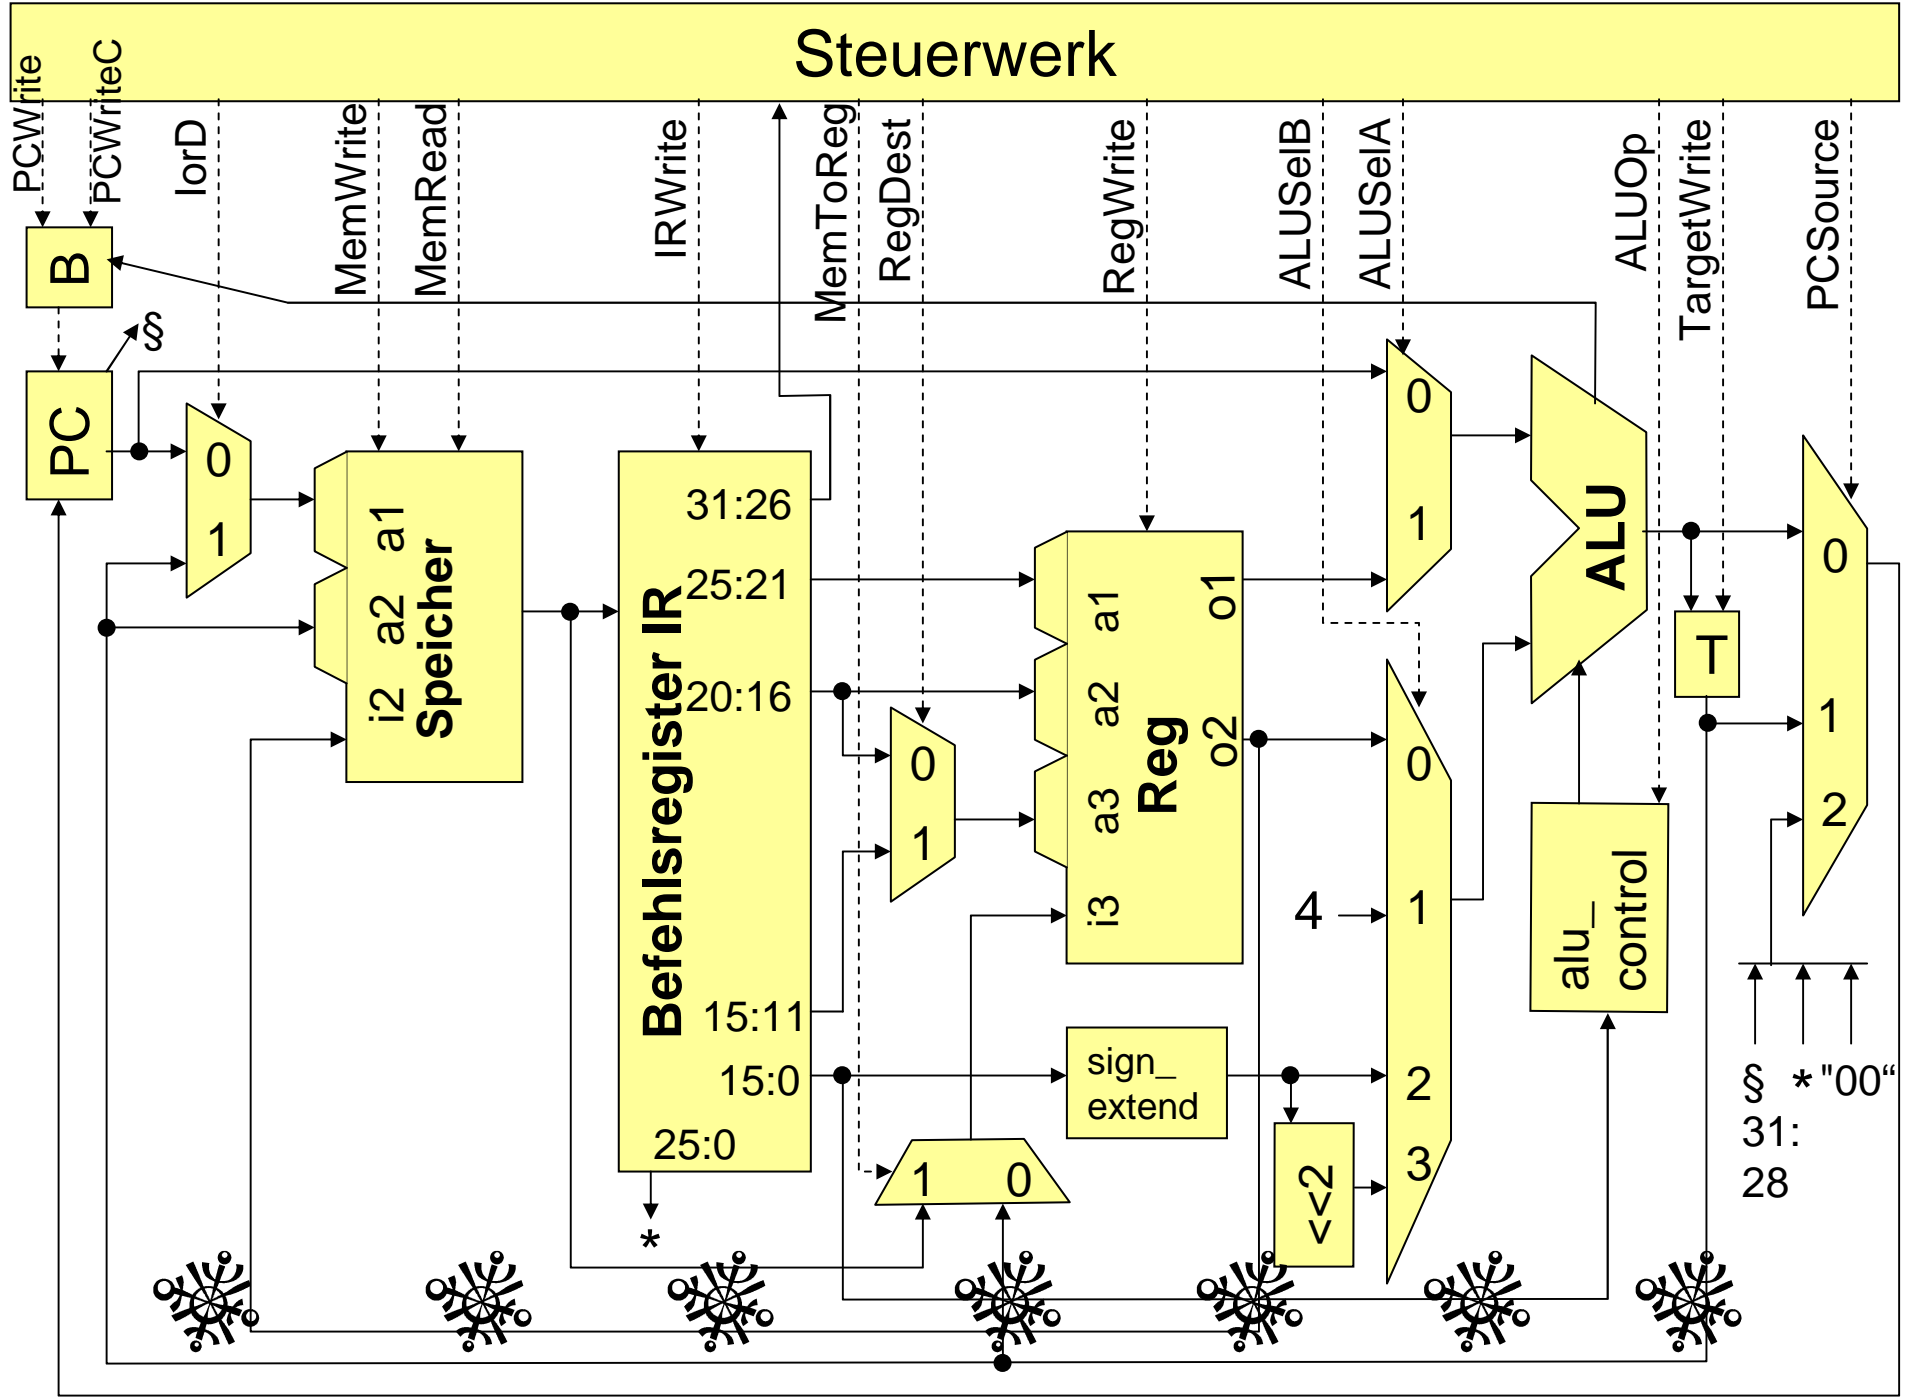 Steuerwerk
PCWrite
PCWriteC
IorD
MemWrite
MemRead
IRWrite
MemToReg
RegDest
RegWrite
ALUSelB
ALUSelA
ALUOp
TargetWrite
PCSource
B
§
PC
0
1
a1
a2
i2
Speicher
Befehlsregister IR
31:26
25:21
20:16
15:11
15:0
25:0
*
0
1
a1
a2
a3
i3
o1
o2
Reg
sign_
extend
1
0
<<2
4
0
1
0
1
2
3
ALU
alu_
control
T
0
1
2
§ * "00“
31:
28